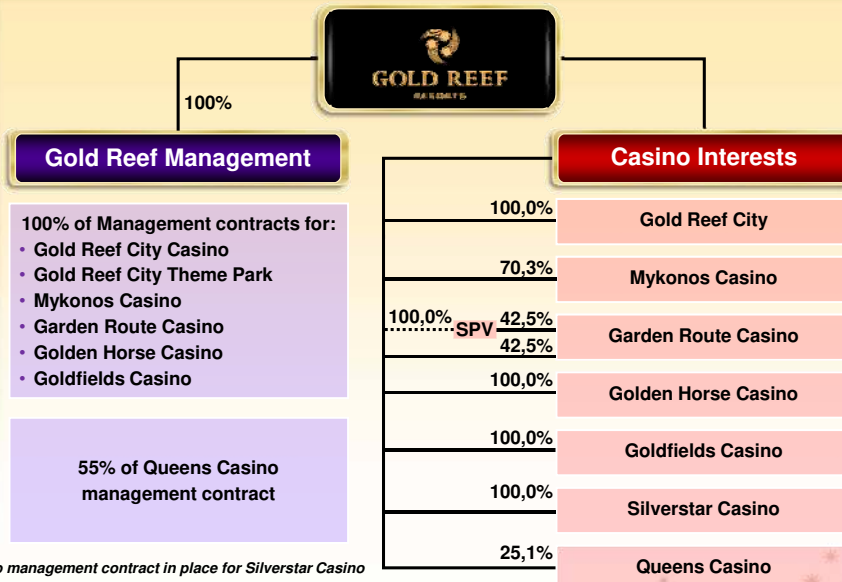 GOLD REEF
RESORTS
100%
Gold Reef Management
Casino Interests
100% of Management contracts for:
• Gold Reef City Casino
• Gold Reef City Theme Park
• Mykonos Casino
• Garden Route Casino
• Golden Horse Casino
• Goldfields Casino
55% of Queens Casino
management contract
management contract in place for Silverstar Casino
100,0%
Gold Reef City
70,3%
Mykonos Casino
100,0%
SPV
42,5%
42,5%
Garden Route Casino
100,0%
Golden Horse Casino
100,0%
Goldfields Casino
100,0%
Silverstar Casino
25,1%
Queens Casino